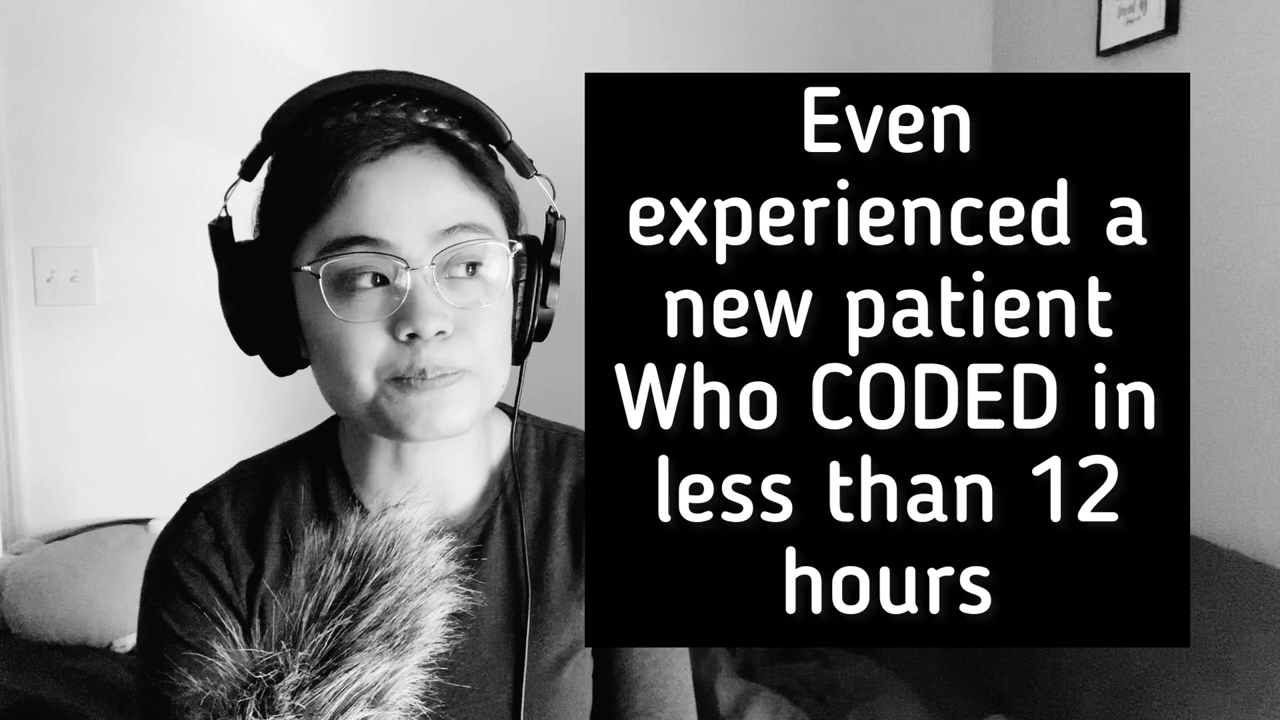 Even
experienced a
new patient
Who CODED in
less than 12
hours